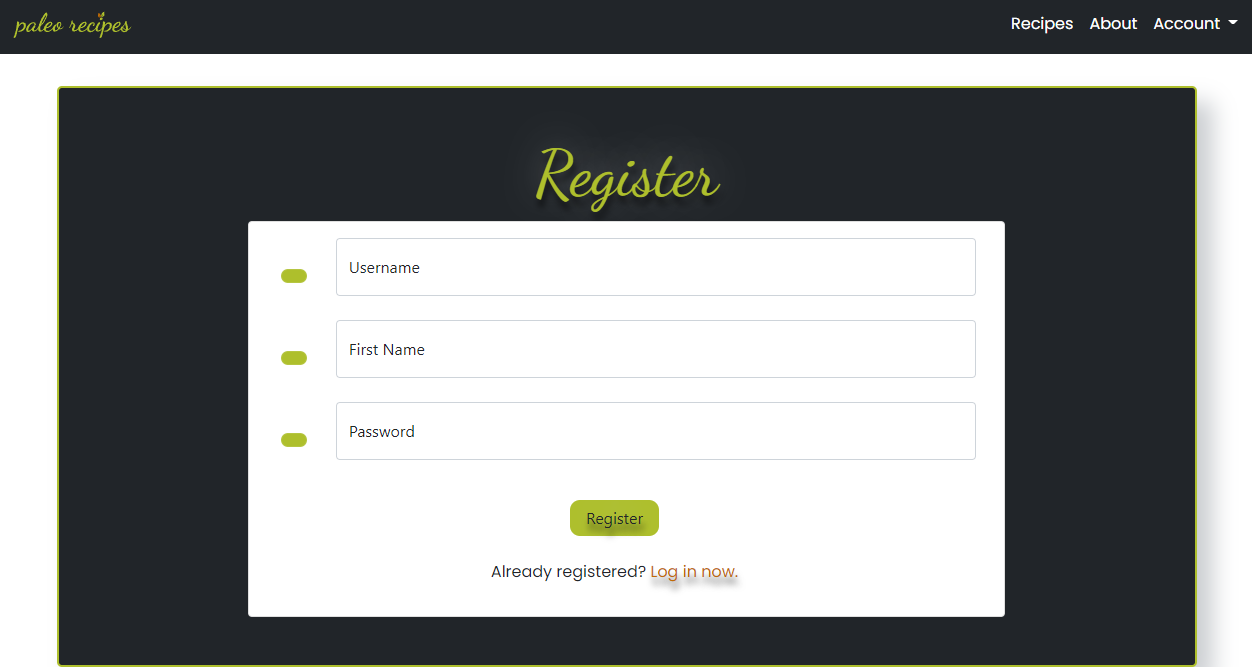 paleo recipes
Recipes About Account
Register
Username
First Name
Password
Register
Already registered? Log in now.